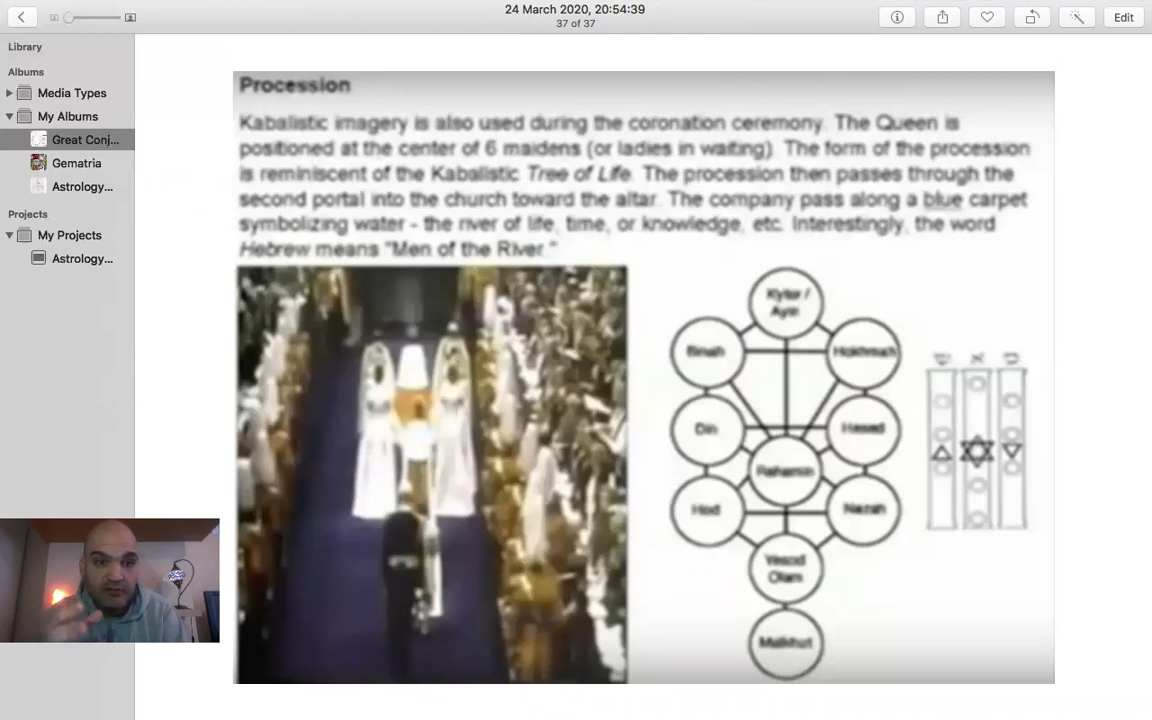 24 March 2020, 20:54:39
37 of 37
Edit
Library
Albums
Media Types
My Albums
Great Conj...
Gematria
Astrology...
Projects
My Projects
Astrology...
Procession
Kabalistic imagery is also used during the coronation ceremony. The Queen is
positioned at the center of 6 maidens (or ladies in waiting). The form of the procession
is reminiscent of the Kabalistic Tree of Life. The procession then passes through the
second portal into the church toward the altar. The company pass along a blue carpet
symbolizing water - the river of life, time, or knowledge, etc. Interestingly, the word
Hebrew means "Men of the River."
Binah
Hokhmah
Din
Hesed
Rahamin
Hod
Nezah
Yesod
Olam
Malkhut